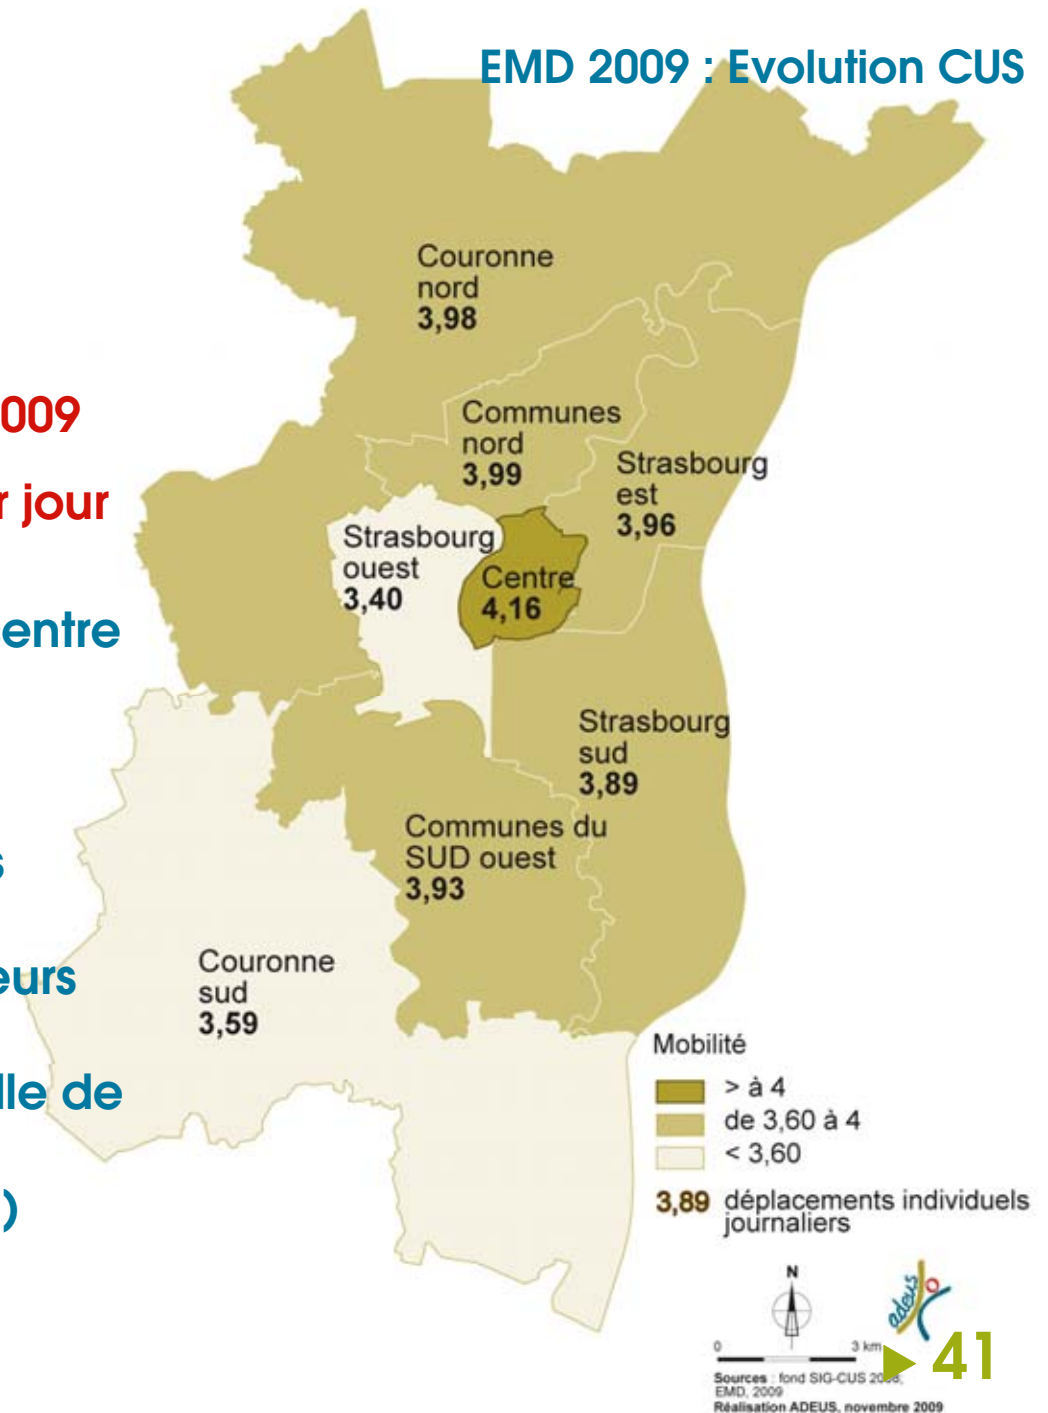 EMD 2009 : Evolution CUS
Couronne
nord
3,98
009
r jour
Communes
nord
3,99
Strasbourg
est
3,96
Strasbourg
ouest
3,40
Centre
4,16
entre
Strasbourg
sud
3,89
Communes du
SUD ouest
3,93
s
eurs
Couronne
sud
3,59
lle de
)
Mobilité
> à 4
de 3,60 à 4
< 3,60
3,89 déplacements individuels
journaliers
N
adeus
0 3 km
41
Sources : fond SIG-CUS
EMD, 2009
Réalisation ADEUS, novembre 2009